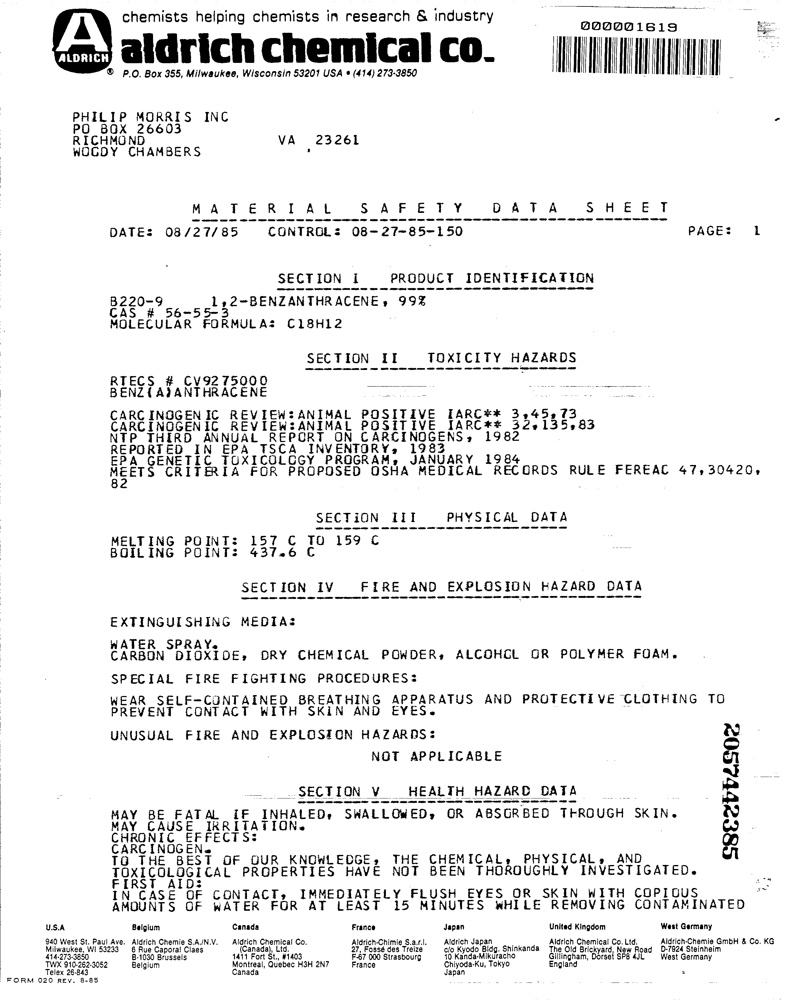 chemists helping chemists in research & industry
aldrich chemical co.
ALDRICH
®
P.O. Box 355, Milwaukee, Wisconsin 53201 USA • (414) 273-3850
000001619
PHILIP MORRIS INC
PO BOX 26603
RICHMOND VA 23261
WOODY CHAMBERS
MATERIAL SAFETY DATA SHEET
DATE: 08/27/85 CONTROL: 08-27-85-150 PAGE: 1
SECTION I PRODUCT IDENTIFICATION
B220-9 1,2-BENZANTHRACENE, 99%
CAS # 56-55-3
MOLECULAR FORMULA: C18H12
SECTION II TOXICITY HAZARDS
RTECS # CV9275000
BENZ(A)ANTHRACENE
CARCINOGENIC REVIEW:ANIMAL POSITIVE IARC** 3,45,73
CARCINOGENIC REVIEW:ANIMAL POSITIVE IARC** 32,135,83
NTP THIRD ANNUAL REPORT ON CARCINOGENS, 1982
REPORTED IN EPA TSCA INVENTORY, 1983
EPA GENETIC TOXICOLOGY PROGRAM, JANUARY 1984
MEETS CRITERIA FOR PROPOSED OSHA MEDICAL RECORDS RULE FEREAC 47,30420,
82
SECTION III PHYSICAL DATA
MELTING POINT: 157 C TO 159 C
BOILING POINT: 437.6 C
SECTION IV FIRE AND EXPLOSION HAZARD DATA
EXTINGUISHING MEDIA:
WATER SPRAY.
CARBON DIOXIDE, DRY CHEMICAL POWDER, ALCOHOL OR POLYMER FOAM.
SPECIAL FIRE FIGHTING PROCEDURES:
WEAR SELF-CONTAINED BREATHING APPARATUS AND PROTECTIVE CLOTHING TO
PREVENT CONTACT WITH SKIN AND EYES.
UNUSUAL FIRE AND EXPLOSION HAZARDS:
NOT APPLICABLE
SECTION V HEALTH HAZARD DATA
MAY BE FATAL IF INHALED, SWALLOWED, OR ABSORBED THROUGH SKIN.
MAY CAUSE IRRITATION.
CHRONIC EFFECTS:
CARCINOGEN.
TO THE BEST OF OUR KNOWLEDGE, THE CHEMICAL, PHYSICAL, AND
TOXICOLOGICAL PROPERTIES HAVE NOT BEEN THOROUGHLY INVESTIGATED.
FIRST AID:
IN CASE OF CONTACT, IMMEDIATELY FLUSH EYES OR SKIN WITH COPIOUS
AMOUNTS OF WATER FOR AT LEAST 15 MINUTES WHILE REMOVING CONTAMINATED
2057442385
U.S.A
940 West St. Paul Ave.
Milwaukee, WI 53233
414-273-3850
TWX 910-262-3052
Telex 26-843
Belgium
Aldrich Chemie S.A./N.V.
6 Rue Caporal Claes
B-1030 Brussels
Belgium
Canada
Aldrich Chemical Co.
(Canada), Ltd.
1411 Fort St., #1403
Montreal, Quebec H3H 2N7
Canada
France
Aldrich-Chimie S.a.r.l.
27, Fossé des Treize
F-67 000 Strasbourg
France
Japan
Aldrich Japan
c/o Kyodo Bldg. Shinkanda
10 Kanda-Mikuracho
Chiyoda-Ku, Tokyo
Japan
United Kingdom
Aldrich Chemical Co. Ltd.
The Old Brickyard, New Road
Gillingham, Dorset SP8 4JL
England
West Germany
Aldrich-Chemie GmbH & Co. KG
D-7924 Steinheim
West Germany
FORM 020 REV. 8-85